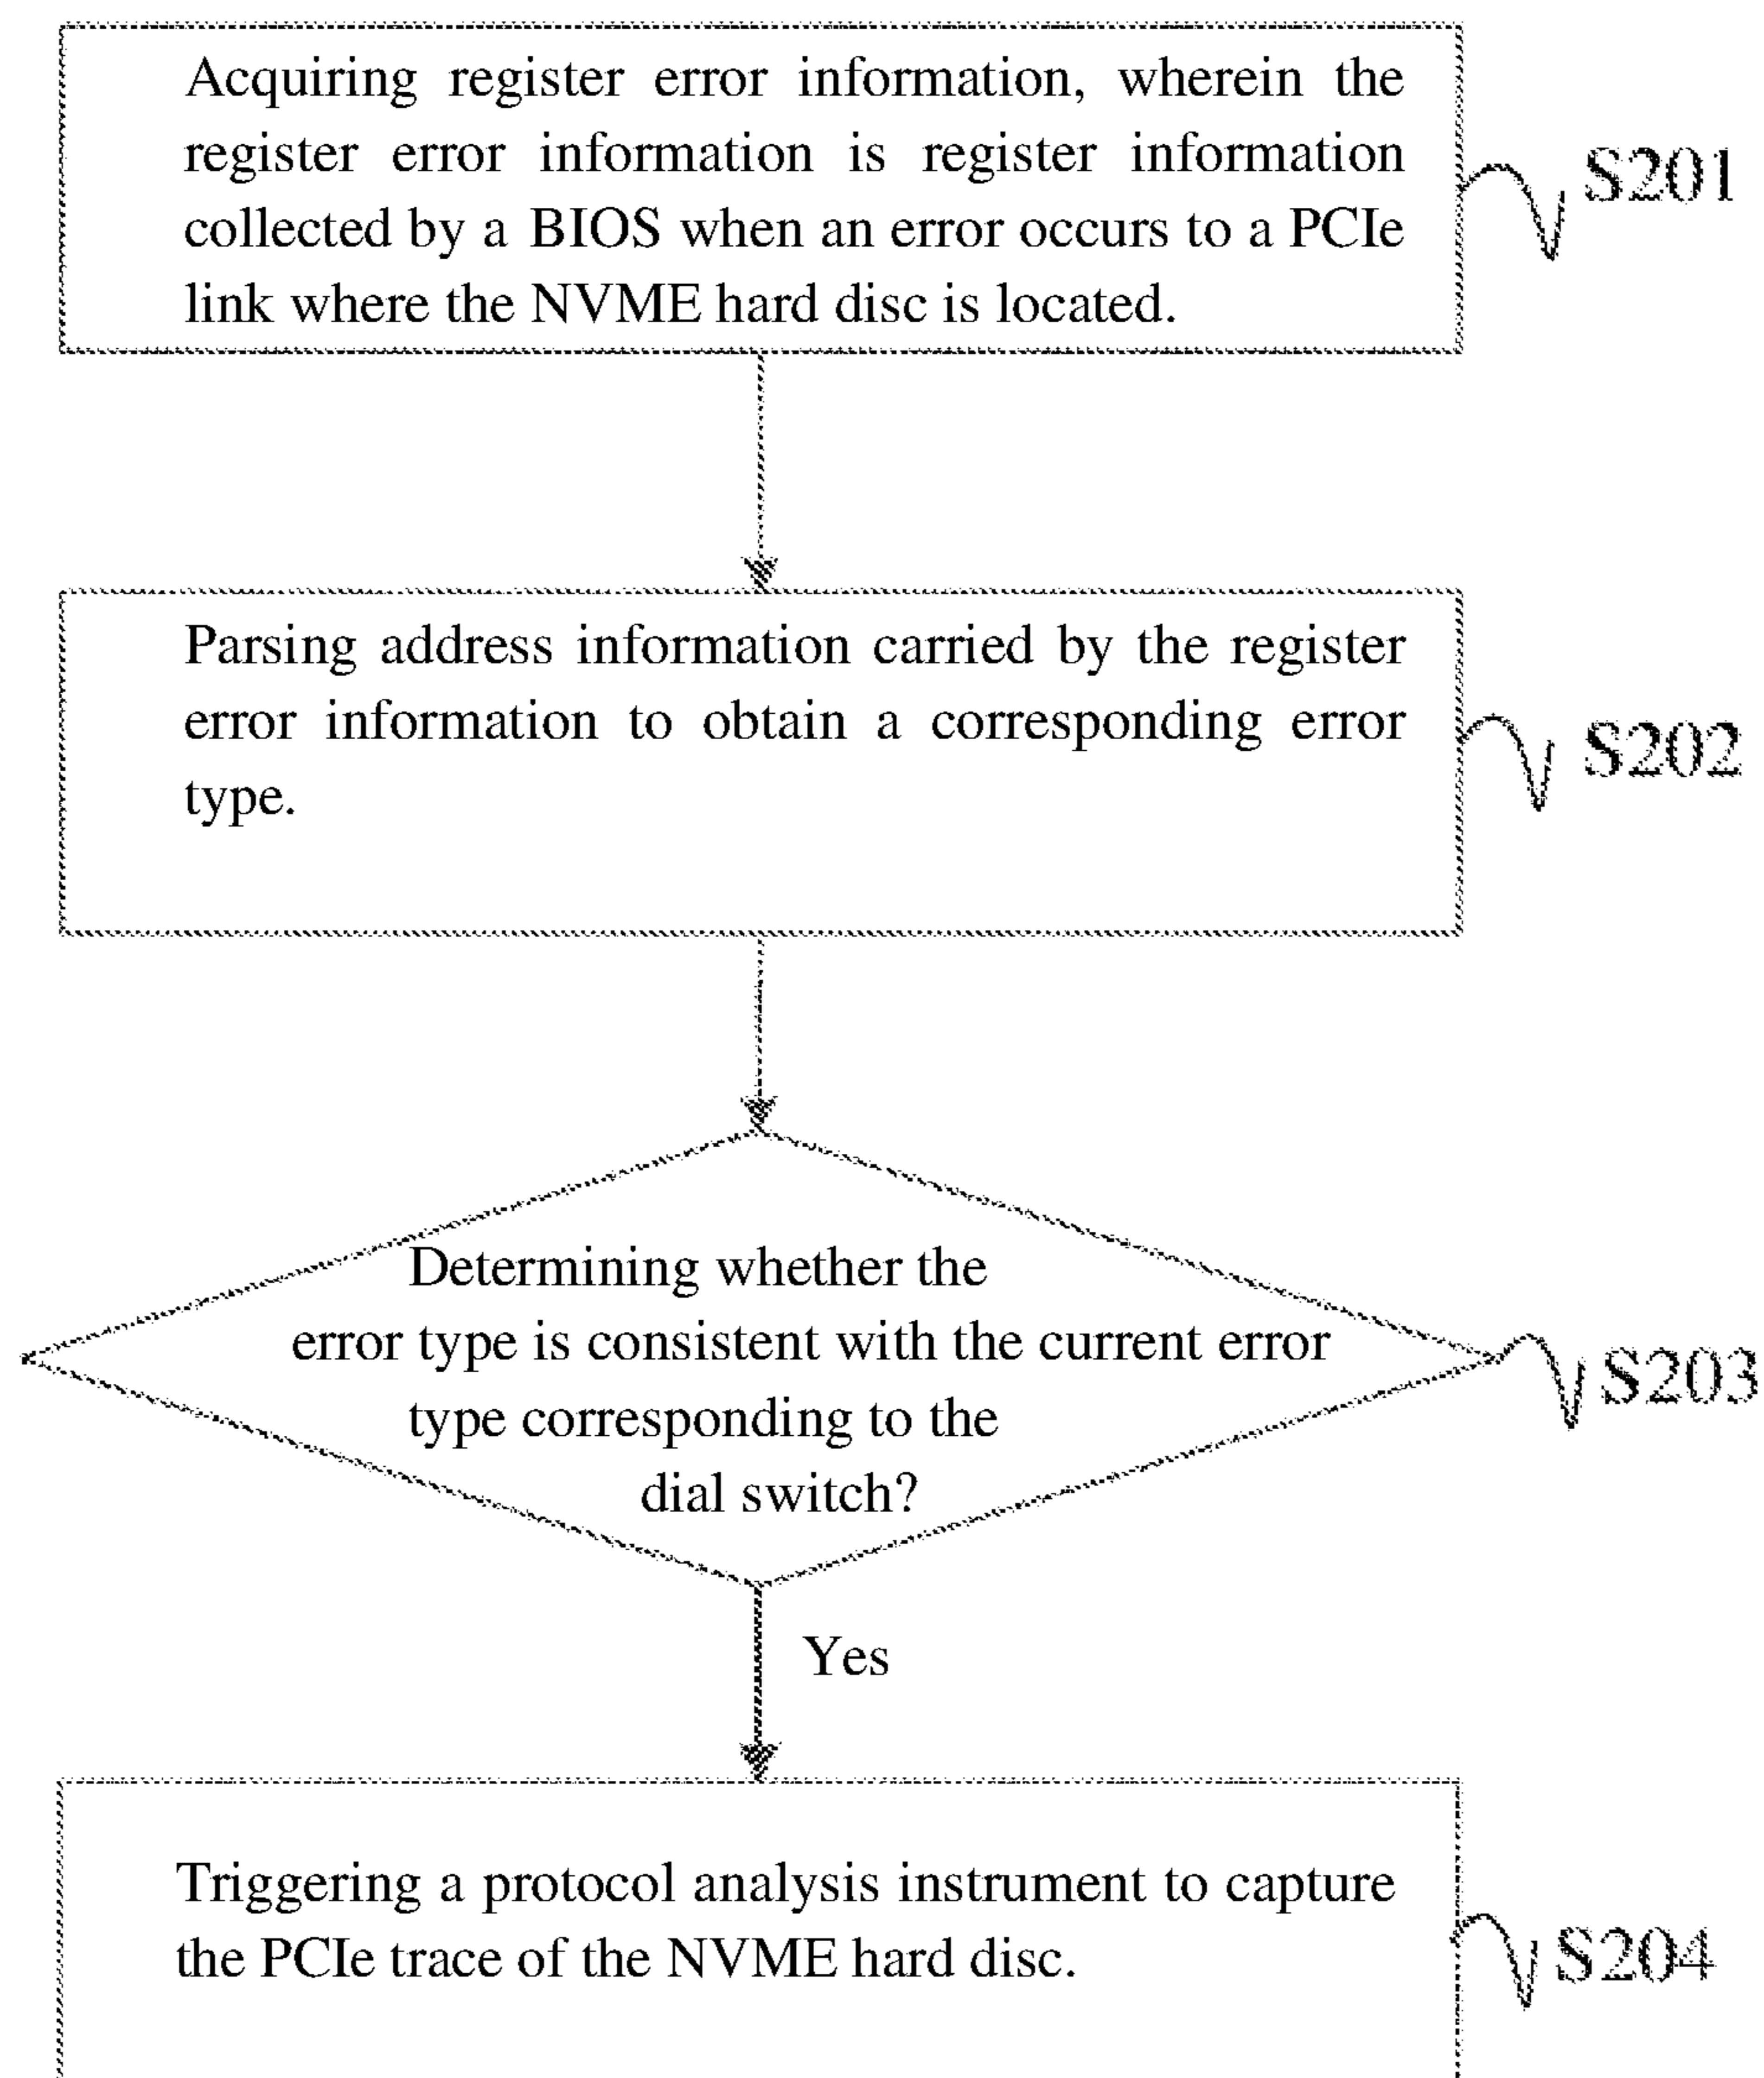 Acquiring register error information, wherein the
register error information is register information
collected by a BIOS when an error occurs to a PCIe
link where the NVME hard disc is located.
S201
Parsing address information carried by the register
error information to obtain a corresponding error
type.
S202
Determining whether the
error type is consistent with the current error
type corresponding to the
dial switch?
S203
Yes
Triggering a protocol analysis instrument to capture
the PCIe trace of the NVME hard disc.
S204